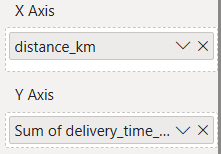 X Axis
distance_km
Y Axis
Sum of delivery_time_...